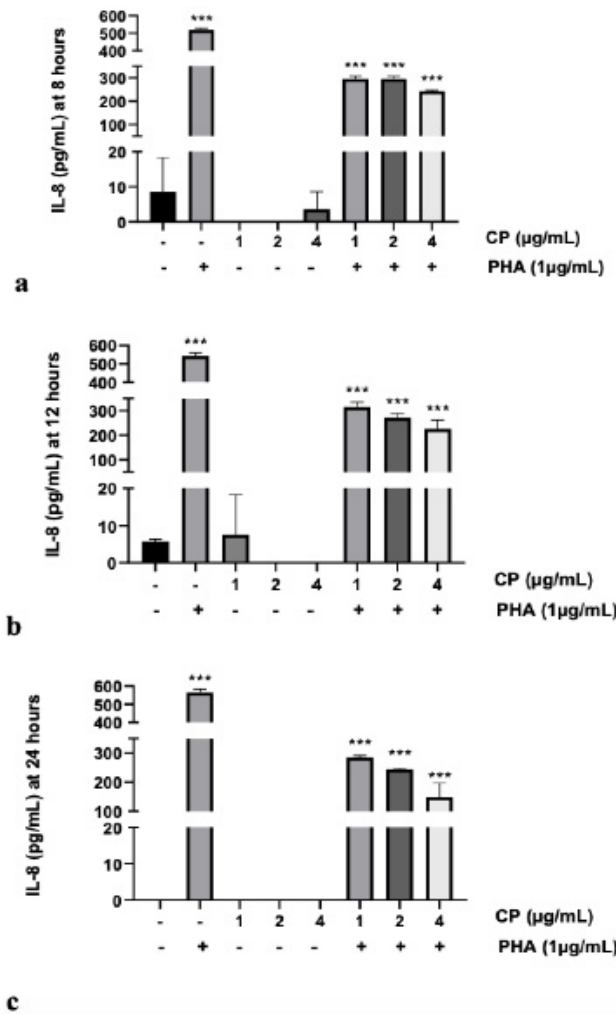 IL-8 (pg/mL) at 8 hours
600
500
400
300
200
100
20
10
0
*** *** *** ***
- - 1 2 4 1 2 4 CP (µg/mL)
- + - - - + + + PHA (1µg/mL)
a
IL-8 (pg/mL) at 12 hours
600
500
400
300
200
100
20
10
0
*** *** *** ***
- - 1 2 4 1 2 4 CP (µg/mL)
- + - - - + + + PHA (1µg/mL)
b
IL-8 (pg/mL) at 24 hours
600
500
400
300
200
100
20
10
0
*** *** *** ***
- - 1 2 4 1 2 4 CP (µg/mL)
- + - - - + + + PHA (1µg/mL)
c